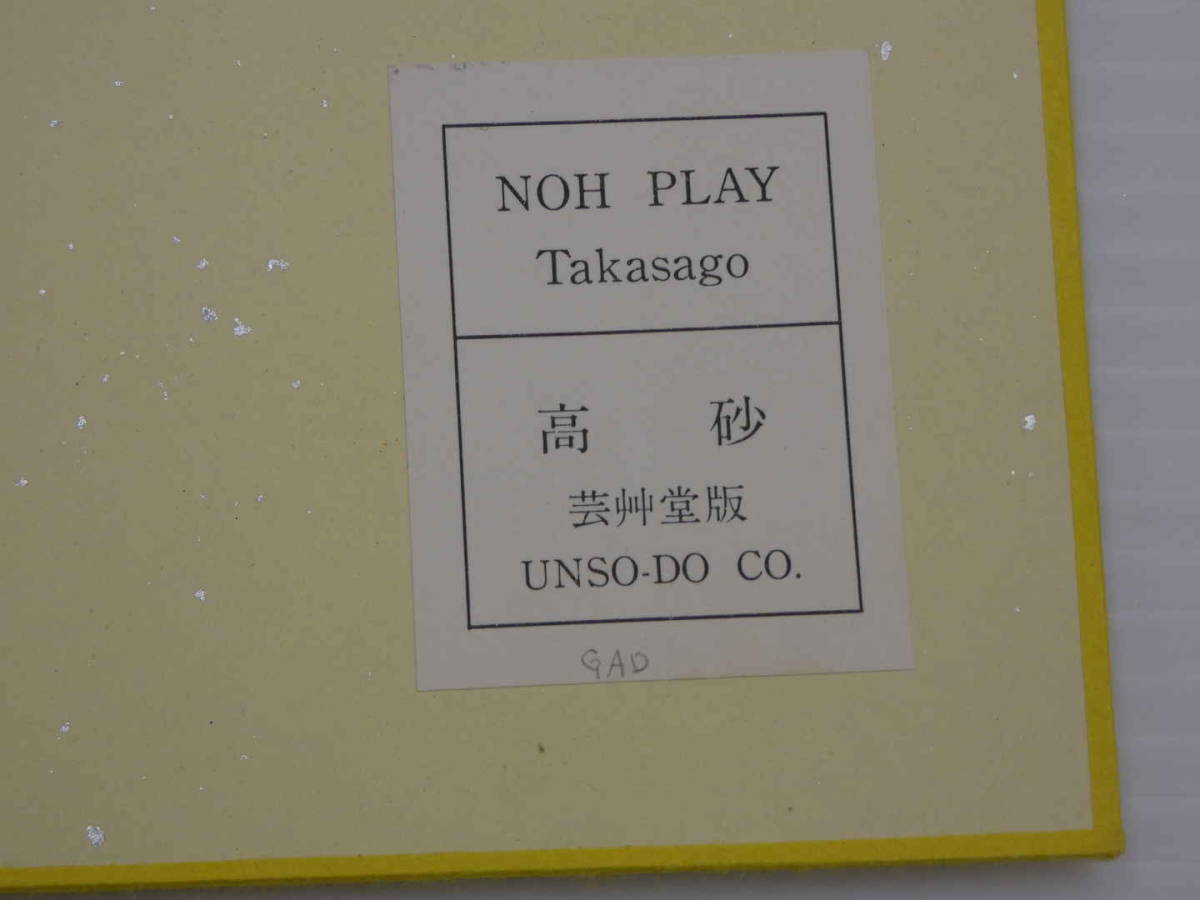 NOH PLAY
Takasago
高 砂
芸艸堂版
UNSO-DO CO.
GAD